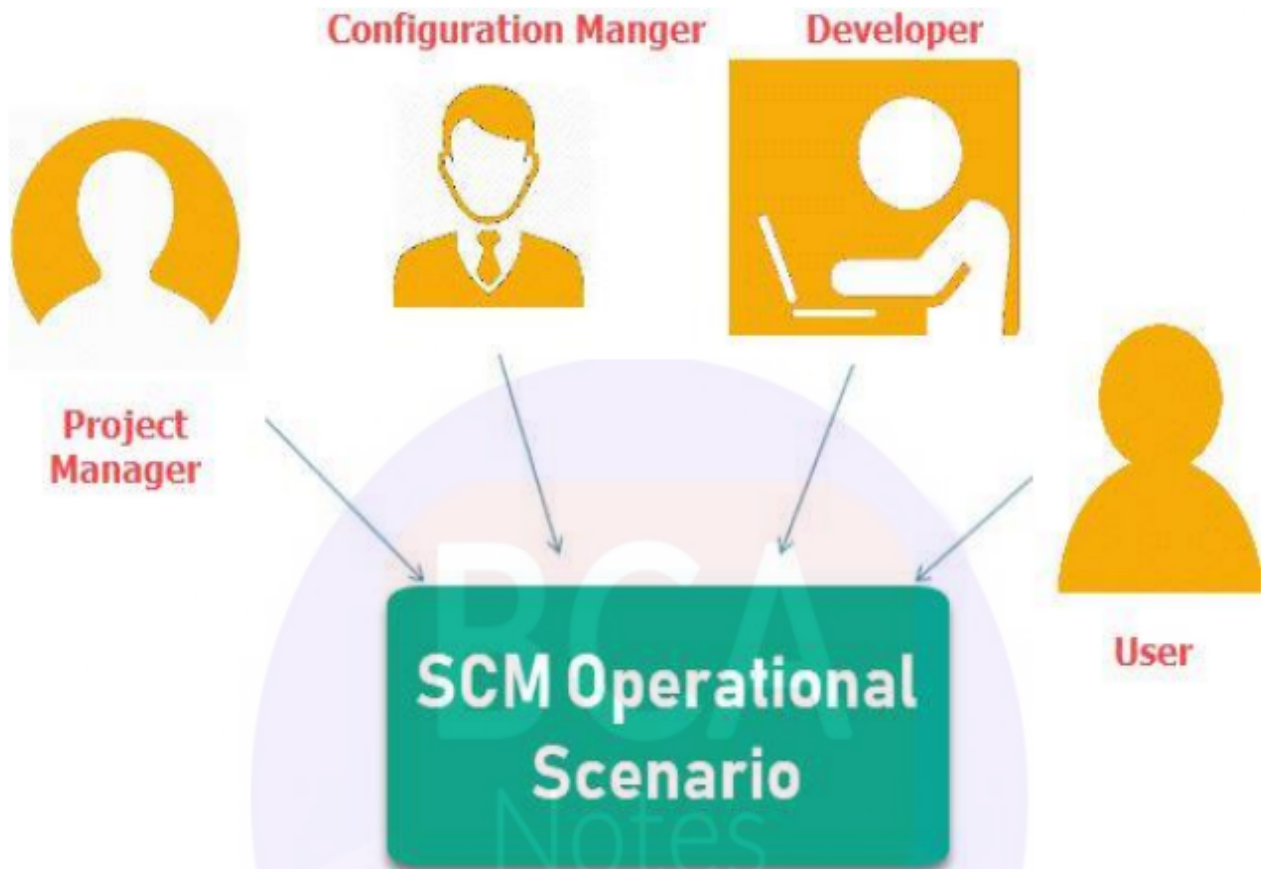 Configuration Manger
Developer
Project
Manager
User
SCM Operational
Scenario
BCA
Notes